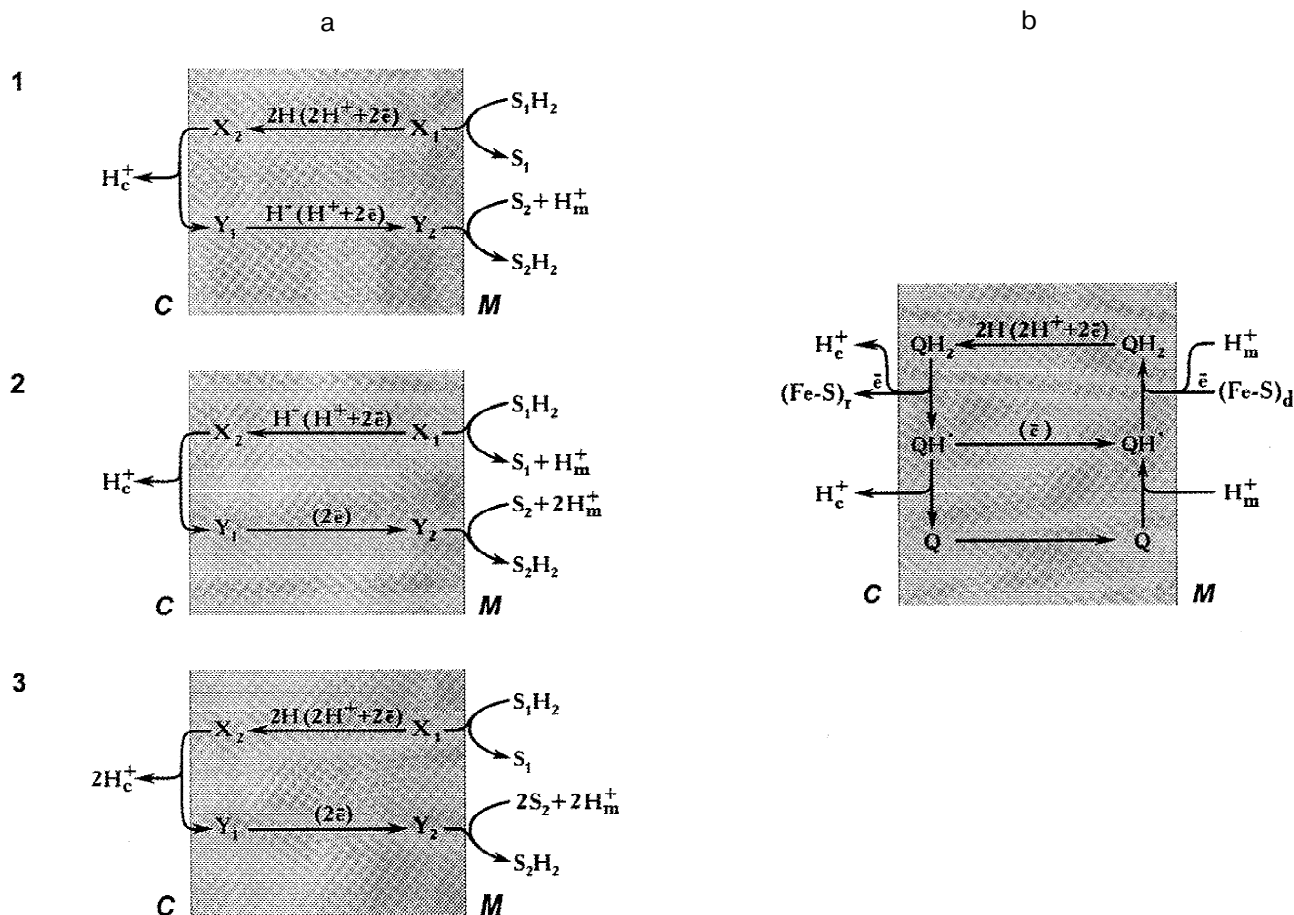 a
b
1
X₂ 2H (2H⁺+2ē) X₁ S₁H₂
S₁
H⁺c
S₂ + H⁺m
Y₁ H⁻ (H⁺+2ē) Y₂
S₂H₂
C M
2
X₂ H⁻ (H⁺+2ē) X₁ S₁H₂
S₁ + H⁺m
H⁺c
S₂ + 2H⁺m
Y₁ (2ē) Y₂
S₂H₂
C M
3
X₂ 2H (2H⁺+2ē) X₁ S₁H₂
S₁
2H⁺c
2S₂ + 2H⁺m
Y₁ (2ē) Y₂
S₂H₂
C M
H⁺c QH₂ 2H (2H⁺+2ē) QH₂ H⁺m
(Fe-S)r ē ē (Fe-S)d
QH· (ē) QH·
H⁺c H⁺m
Q Q
C M